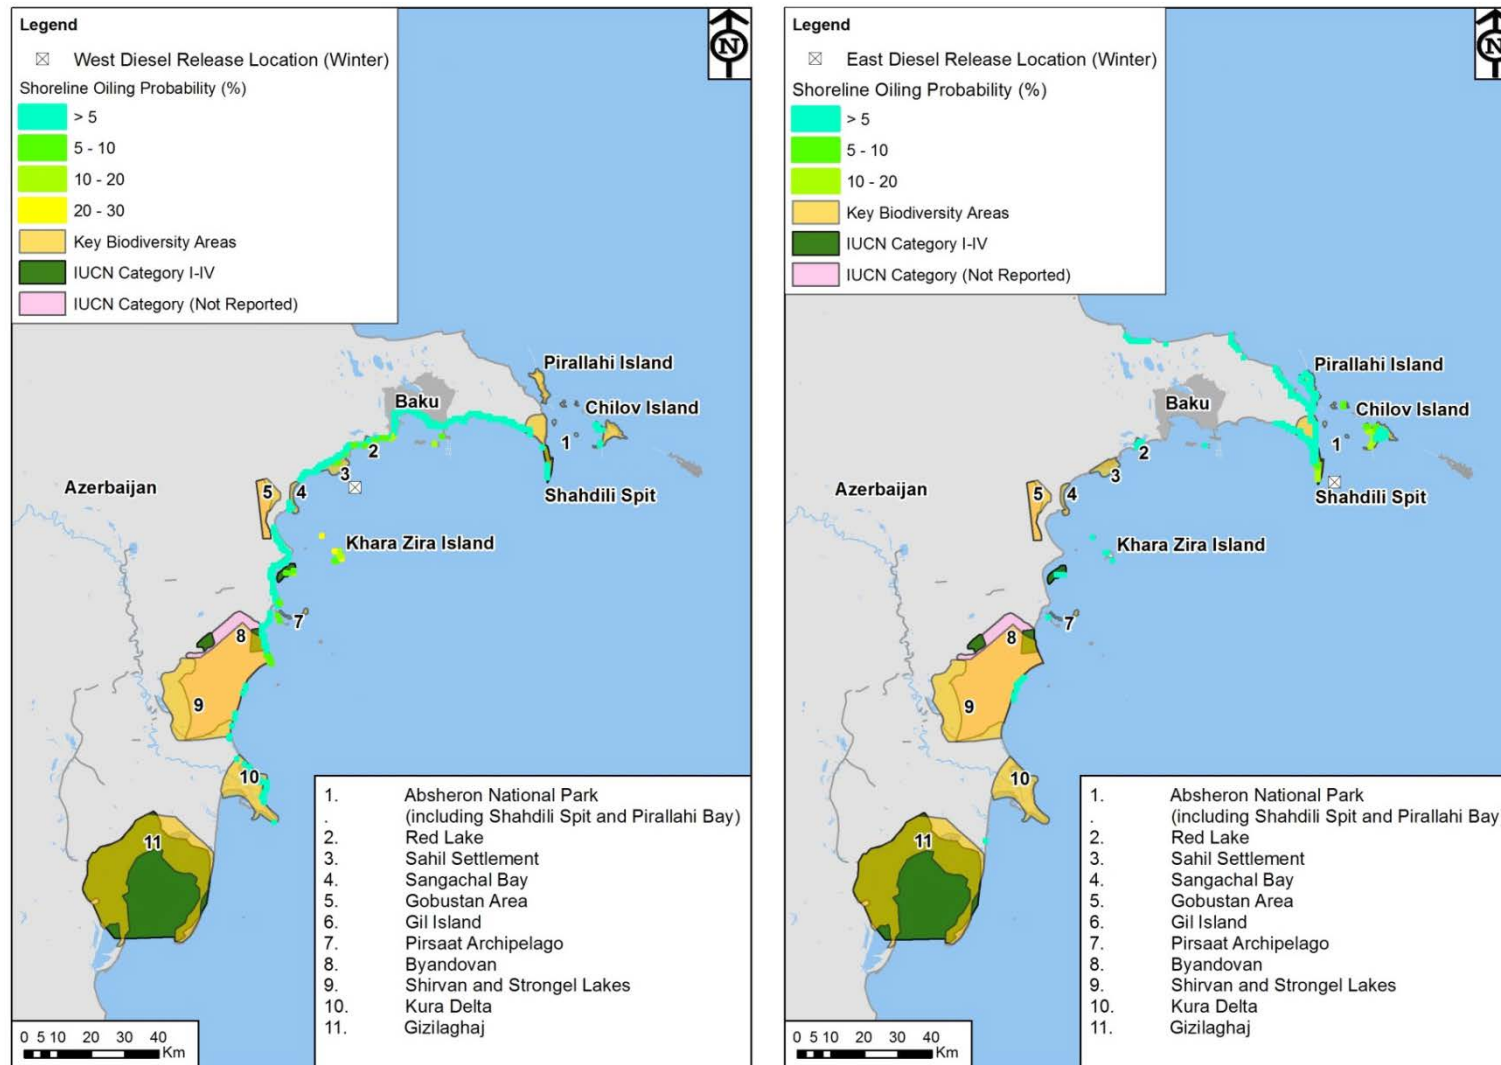 Legend
West Diesel Release Location (Winter)
Shoreline Oiling Probability (%)
> 5
5 - 10
10 - 20
20 - 30
Key Biodiversity Areas
IUCN Category I-IV
IUCN Category (Not Reported)
N
Pirallahi Island
Baku
Chilov Island
1
2
3
Shahdili Spit
Azerbaijan
5
4
Khara Zira Island
7
8
9
10
11
1. Absheron National Park
. (including Shahdili Spit and Pirallahi Bay)
2. Red Lake
3. Sahil Settlement
4. Sangachal Bay
5. Gobustan Area
6. Gil Island
7. Pirsaat Archipelago
8. Byandovan
9. Shirvan and Strongel Lakes
10. Kura Delta
11. Gizilaghaj
0 5 10 20 30 40
Km
Legend
East Diesel Release Location (Winter)
Shoreline Oiling Probability (%)
> 5
5 - 10
10 - 20
Key Biodiversity Areas
IUCN Category I-IV
IUCN Category (Not Reported)
N
Pirallahi Island
Baku
Chilov Island
1
2
3
Shahdili Spit
Azerbaijan
5
4
Khara Zira Island
7
8
9
10
11
1. Absheron National Park
. (including Shahdili Spit and Pirallahi Bay
2. Red Lake
3. Sahil Settlement
4. Sangachal Bay
5. Gobustan Area
6. Gil Island
7. Pirsaat Archipelago
8. Byandovan
9. Shirvan and Strongel Lakes
10. Kura Delta
11. Gizilaghaj
0 5 10 20 30 40
Km